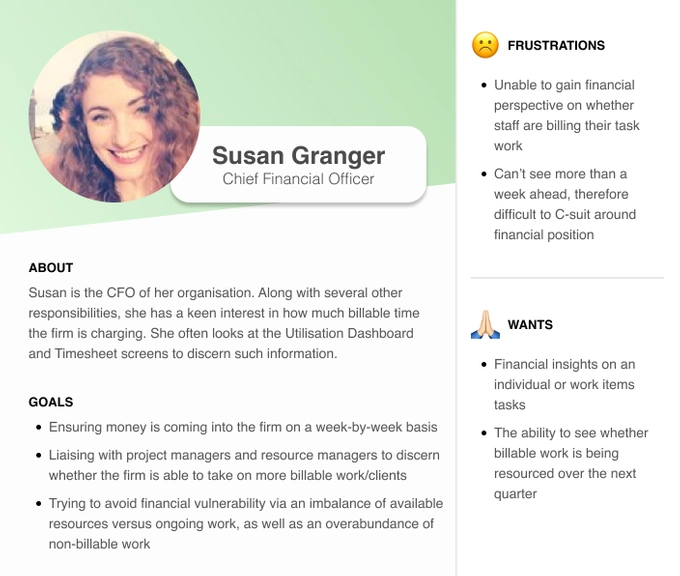 Susan Granger
Chief Financial Officer
ABOUT
Susan is the CFO of her organisation. Along with several other
responsibilities, she has a keen interest in how much billable time
the firm is charging. She often looks at the Utilisation Dashboard
and Timesheet screens to discern such information.
GOALS
Ensuring money is coming into the firm on a week-by-week basis
Liaising with project managers and resource managers to discern
whether the firm is able to take on more billable work/clients
Trying to avoid financial vulnerability via an imbalance of available
resources versus ongoing work, as well as an overabundance of
non-billable work
FRUSTRATIONS
Unable to gain financial
perspective on whether
staff are billing their task
work
Can’t see more than a
week ahead, therefore
difficult to C-suit around
financial position
WANTS
Financial insights on an
individual or work items
tasks
The ability to see whether
billable work is being
resourced over the next
quarter